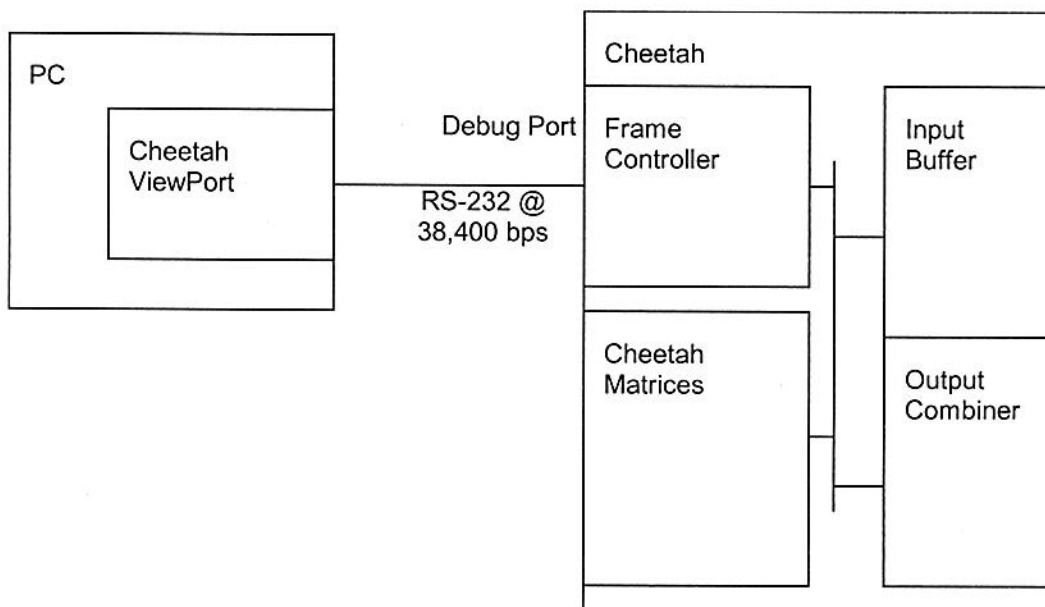 PC
Cheetah
ViewPort
Debug Port
RS-232 @
38,400 bps
Cheetah
Frame
Controller
Input
Buffer
Cheetah
Matrices
Output
Combiner